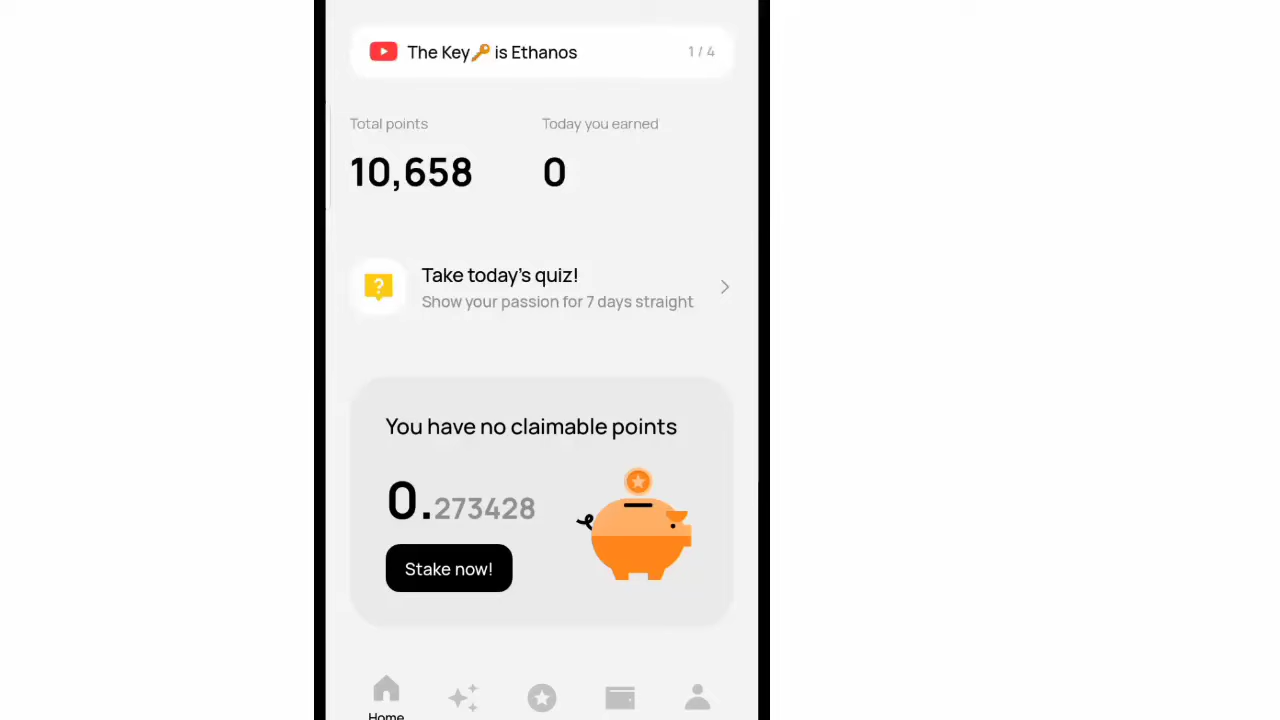 The Key🔑 is Ethanos
1 / 4
Total points
Today you earned
10,658
0
Take today's quiz!
Show your passion for 7 days straight
You have no claimable points
0.273428
Stake now!
Home